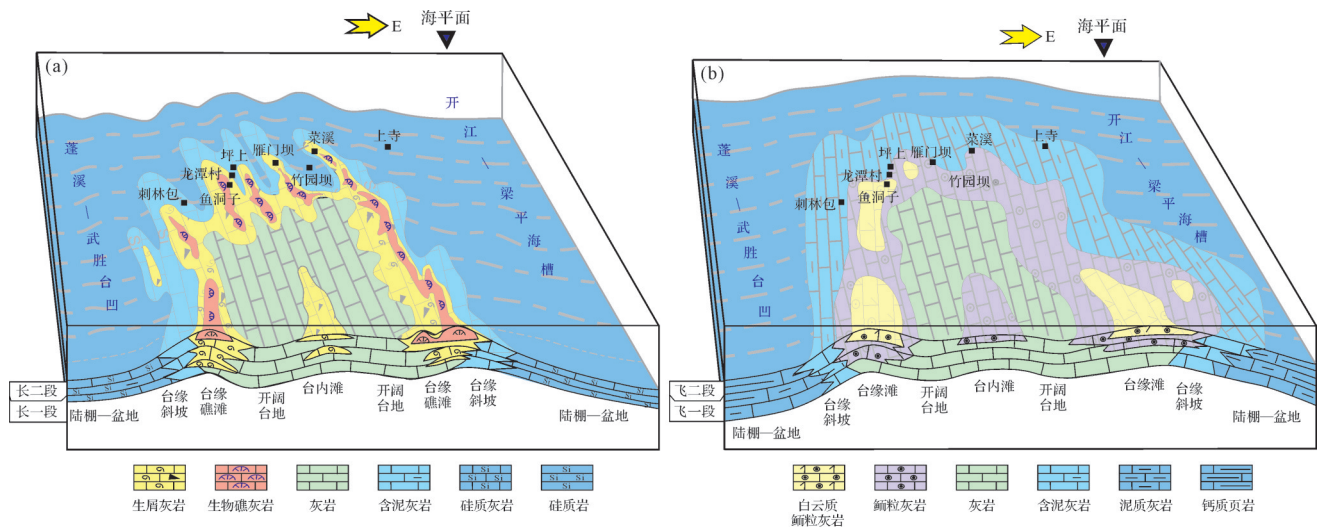 (a)
E
海平面
开江—梁平海槽
蓬溪—武胜台凹
上寺
菜溪
雁门坝
坪上
龙潭村
竹园坝
刺林包
鱼洞子
长二段
长一段
陆棚—盆地
台缘斜坡
台缘礁滩
开阔台地
台内滩
开阔台地
台缘礁滩
台缘斜坡
陆棚—盆地
生屑灰岩
生物礁灰岩
灰岩
含泥灰岩
Si
硅质灰岩
Si
硅质岩
(b)
E
海平面
开江—梁平海槽
蓬溪—武胜台凹
上寺
菜溪
坪上
雁门坝
龙潭村
竹园坝
鱼洞子
刺林包
飞二段
飞一段
陆棚—盆地
台缘斜坡
台缘滩
开阔台地
台内滩
开阔台地
台缘滩
台缘斜坡
陆棚—盆地
白云质
鲕粒灰岩
鲕粒灰岩
灰岩
含泥灰岩
泥质灰岩
钙质页岩